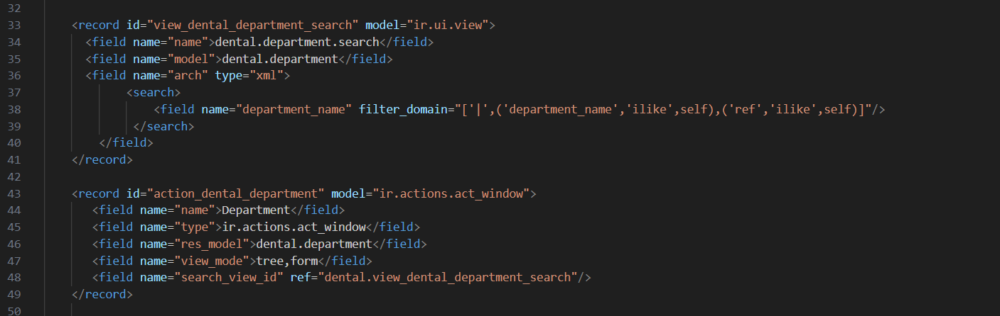 32
33 <record id="view_dental_department_search" model="ir.ui.view">
34 <field name="name">dental.department.search</field>
35 <field name="model">dental.department</field>
36 <field name="arch" type="xml">
37 <search>
38 <field name="department_name" filter_domain="['|',('department_name','ilike',self),('ref','ilike',self)]"/>
39 </search>
40 </field>
41 </record>
42
43 <record id="action_dental_department" model="ir.actions.act_window">
44 <field name="name">Department</field>
45 <field name="type">ir.actions.act_window</field>
46 <field name="res_model">dental.department</field>
47 <field name="view_mode">tree,form</field>
48 <field name="search_view_id" ref="dental.view_dental_department_search"/>
49 </record>
50